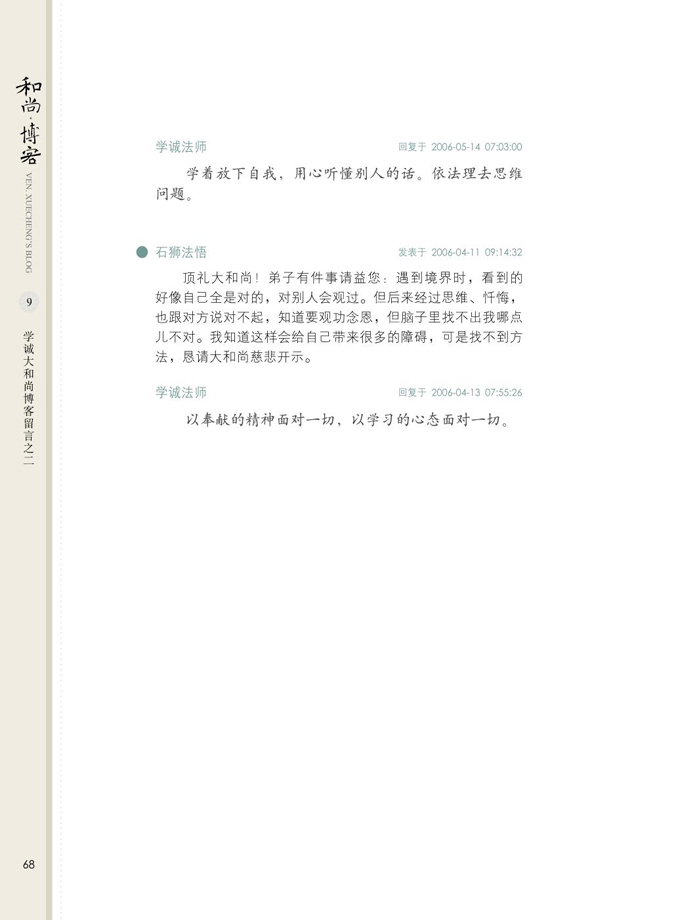 和尚·博客
VEN. XUECHENG'S BLOG
9
学诚大和尚博客留言之二
学诚法师 回复于 2006-05-14 07:03:00
学着放下自我，用心听懂别人的话。依法理去思维
问题。
石狮法悟 发表于 2006-04-11 09:14:32
顶礼大和尚！弟子有件事请益您：遇到境界时，看到的
好像自己全是对的，对别人会观过。但后来经过思维、忏悔，
也跟对方说对不起，知道要观功念恩，但脑子里找不出我哪点
儿不对。我知道这样会给自己带来很多的障碍，可是找不到方
法，恳请大和尚慈悲开示。
学诚法师 回复于 2006-04-13 07:55:26
以奉献的精神面对一切，以学习的心态面对一切。
68